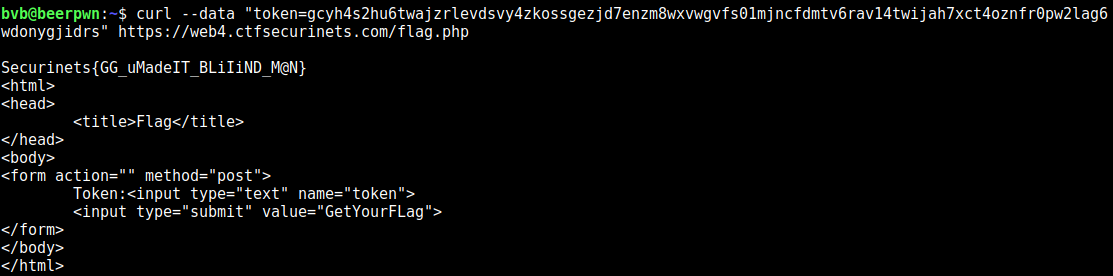 bvb@beerpwn:~$ curl --data "token=gcyh4s2hu6twajzrlevdsvy4zkossgezjd7enzm8wxvwgvfs01mjncfdmtv6rav14twijah7xct4oznfr0pw2lag6
wdonygjidrs" https://web4.ctfsecurinets.com/flag.php
Securinets{GG_uMadeIT_BLiIiND_M@N}
<html>
<head>
        <title>Flag</title>
</head>
<body>
<form action="" method="post">
        Token:<input type="text" name="token">
        <input type="submit" value="GetYourFLag">
</form>
</body>
</html>